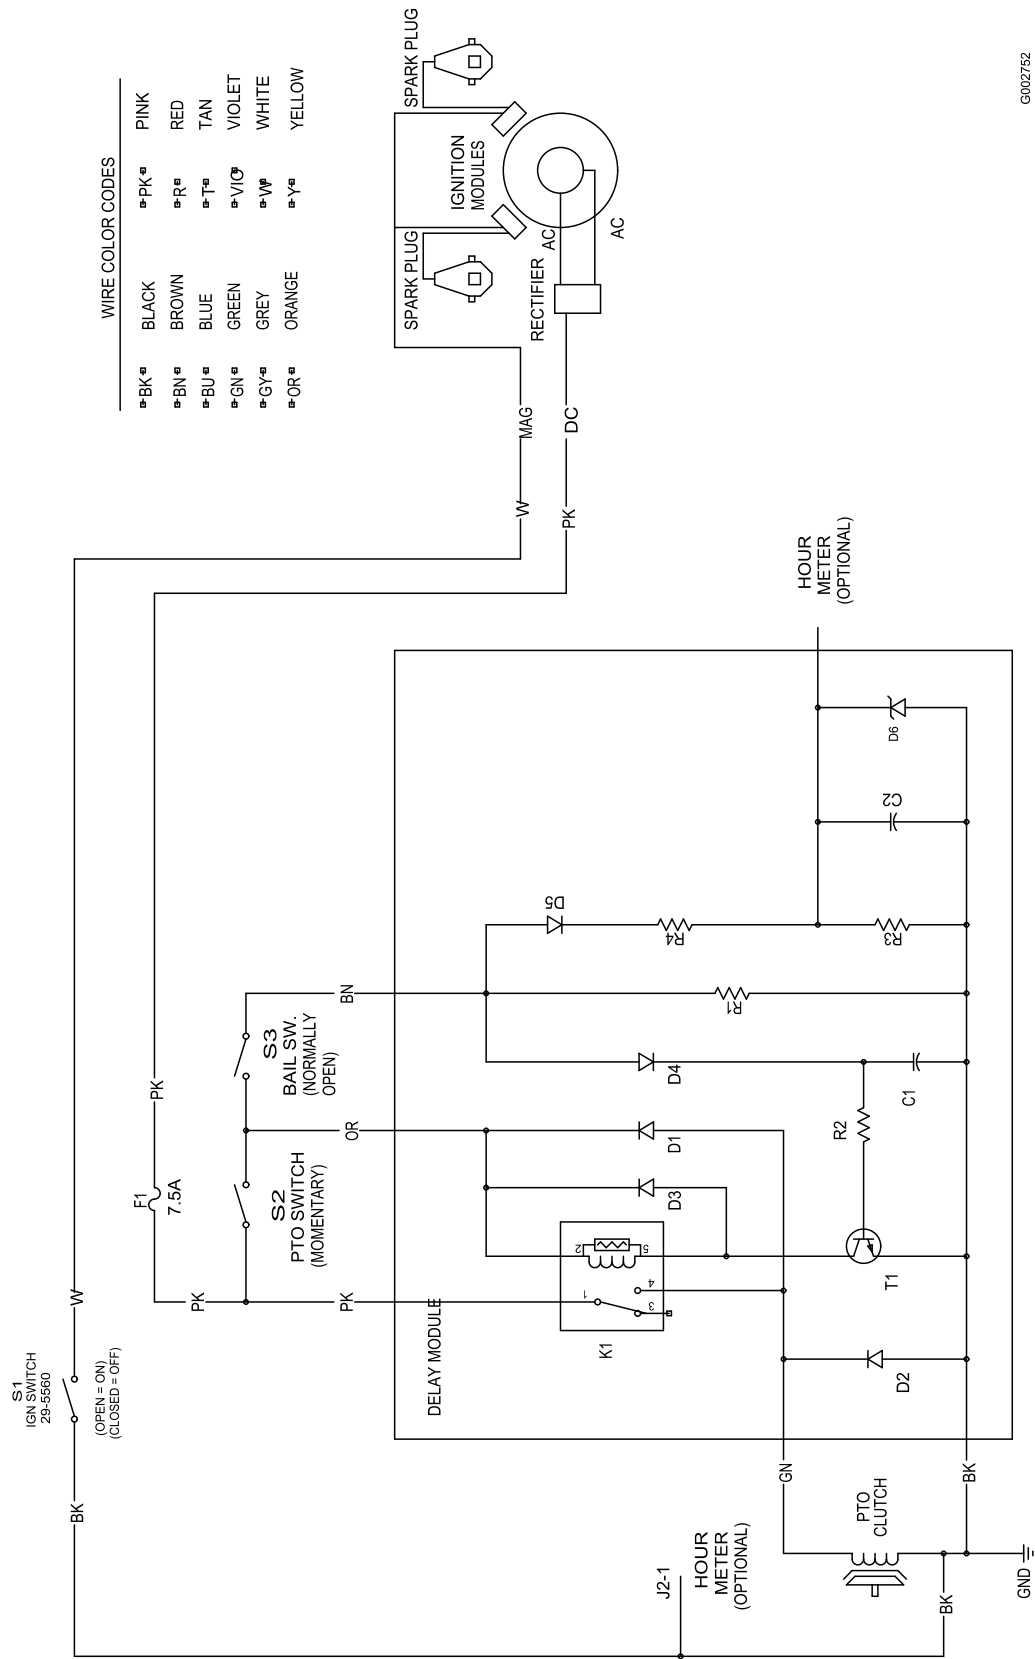 WIRE COLOR CODES
BK BLACK PK PINK
BN BROWN R RED
BU BLUE T TAN
GN GREEN VIO VIOLET
GY GREY W WHITE
OR ORANGE Y YELLOW
SPARK PLUG
SPARK PLUG
IGNITION
MODULES
AC
AC
RECTIFIER
MAG
DC
W
PK
HOUR
METER
(OPTIONAL)
W
S1
IGN SWITCH
29-5560
(OPEN = ON)
(CLOSED = OFF)
BK
PK
F1
7.5A
PK
PK
S2
PTO SWITCH
(MOMENTARY)
S3
BAIL SW.
(NORMALLY
OPEN)
BN
OR
DELAY MODULE
K1
1
2
3
4
5
D3
D1
D4
D5
R4
R1
R3
R2
C1
C2
D6
T1
D2
GN
BK
PTO
CLUTCH
BK
GND
J2-1
HOUR
METER
(OPTIONAL)
G002752